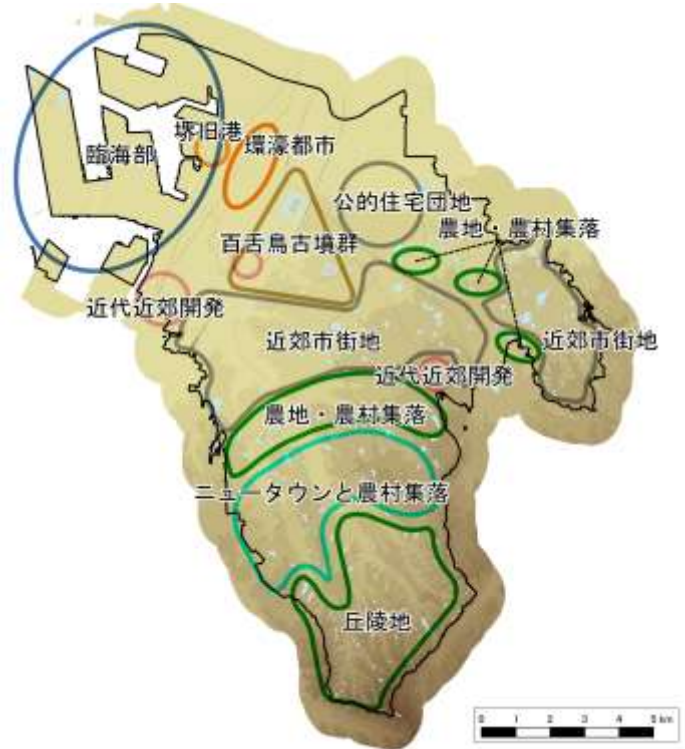 堺旧港
環濠都市
臨海部
公的住宅団地
農地・農村集落
百舌鳥古墳群
近代近郊開発
近郊市街地
近郊市街地
近代近郊開発
農地・農村集落
ニュータウンと農村集落
丘陵地
0 1 2 3 4 5 km